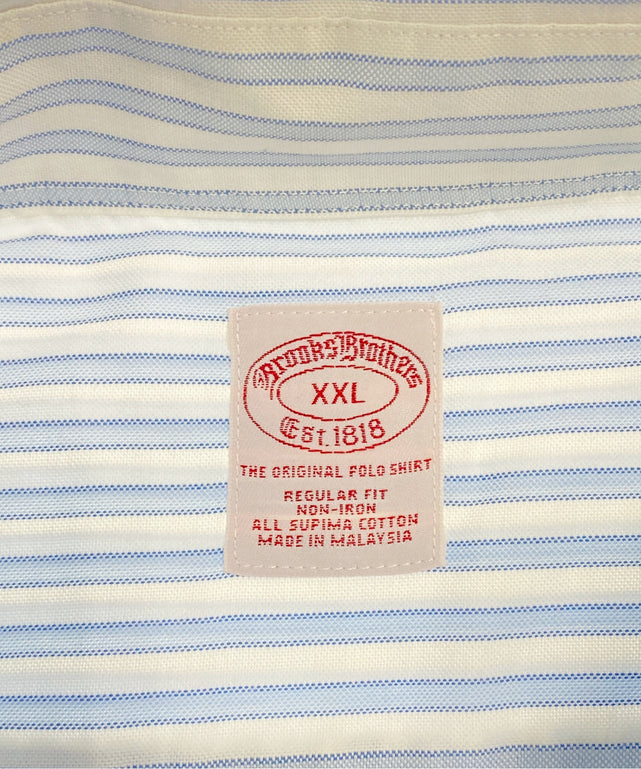 Brooks Brothers
XXL
Est. 1818
THE ORIGINAL POLO SHIRT
REGULAR FIT
NON-IRON
ALL SUPIMA COTTON
MADE IN MALAYSIA